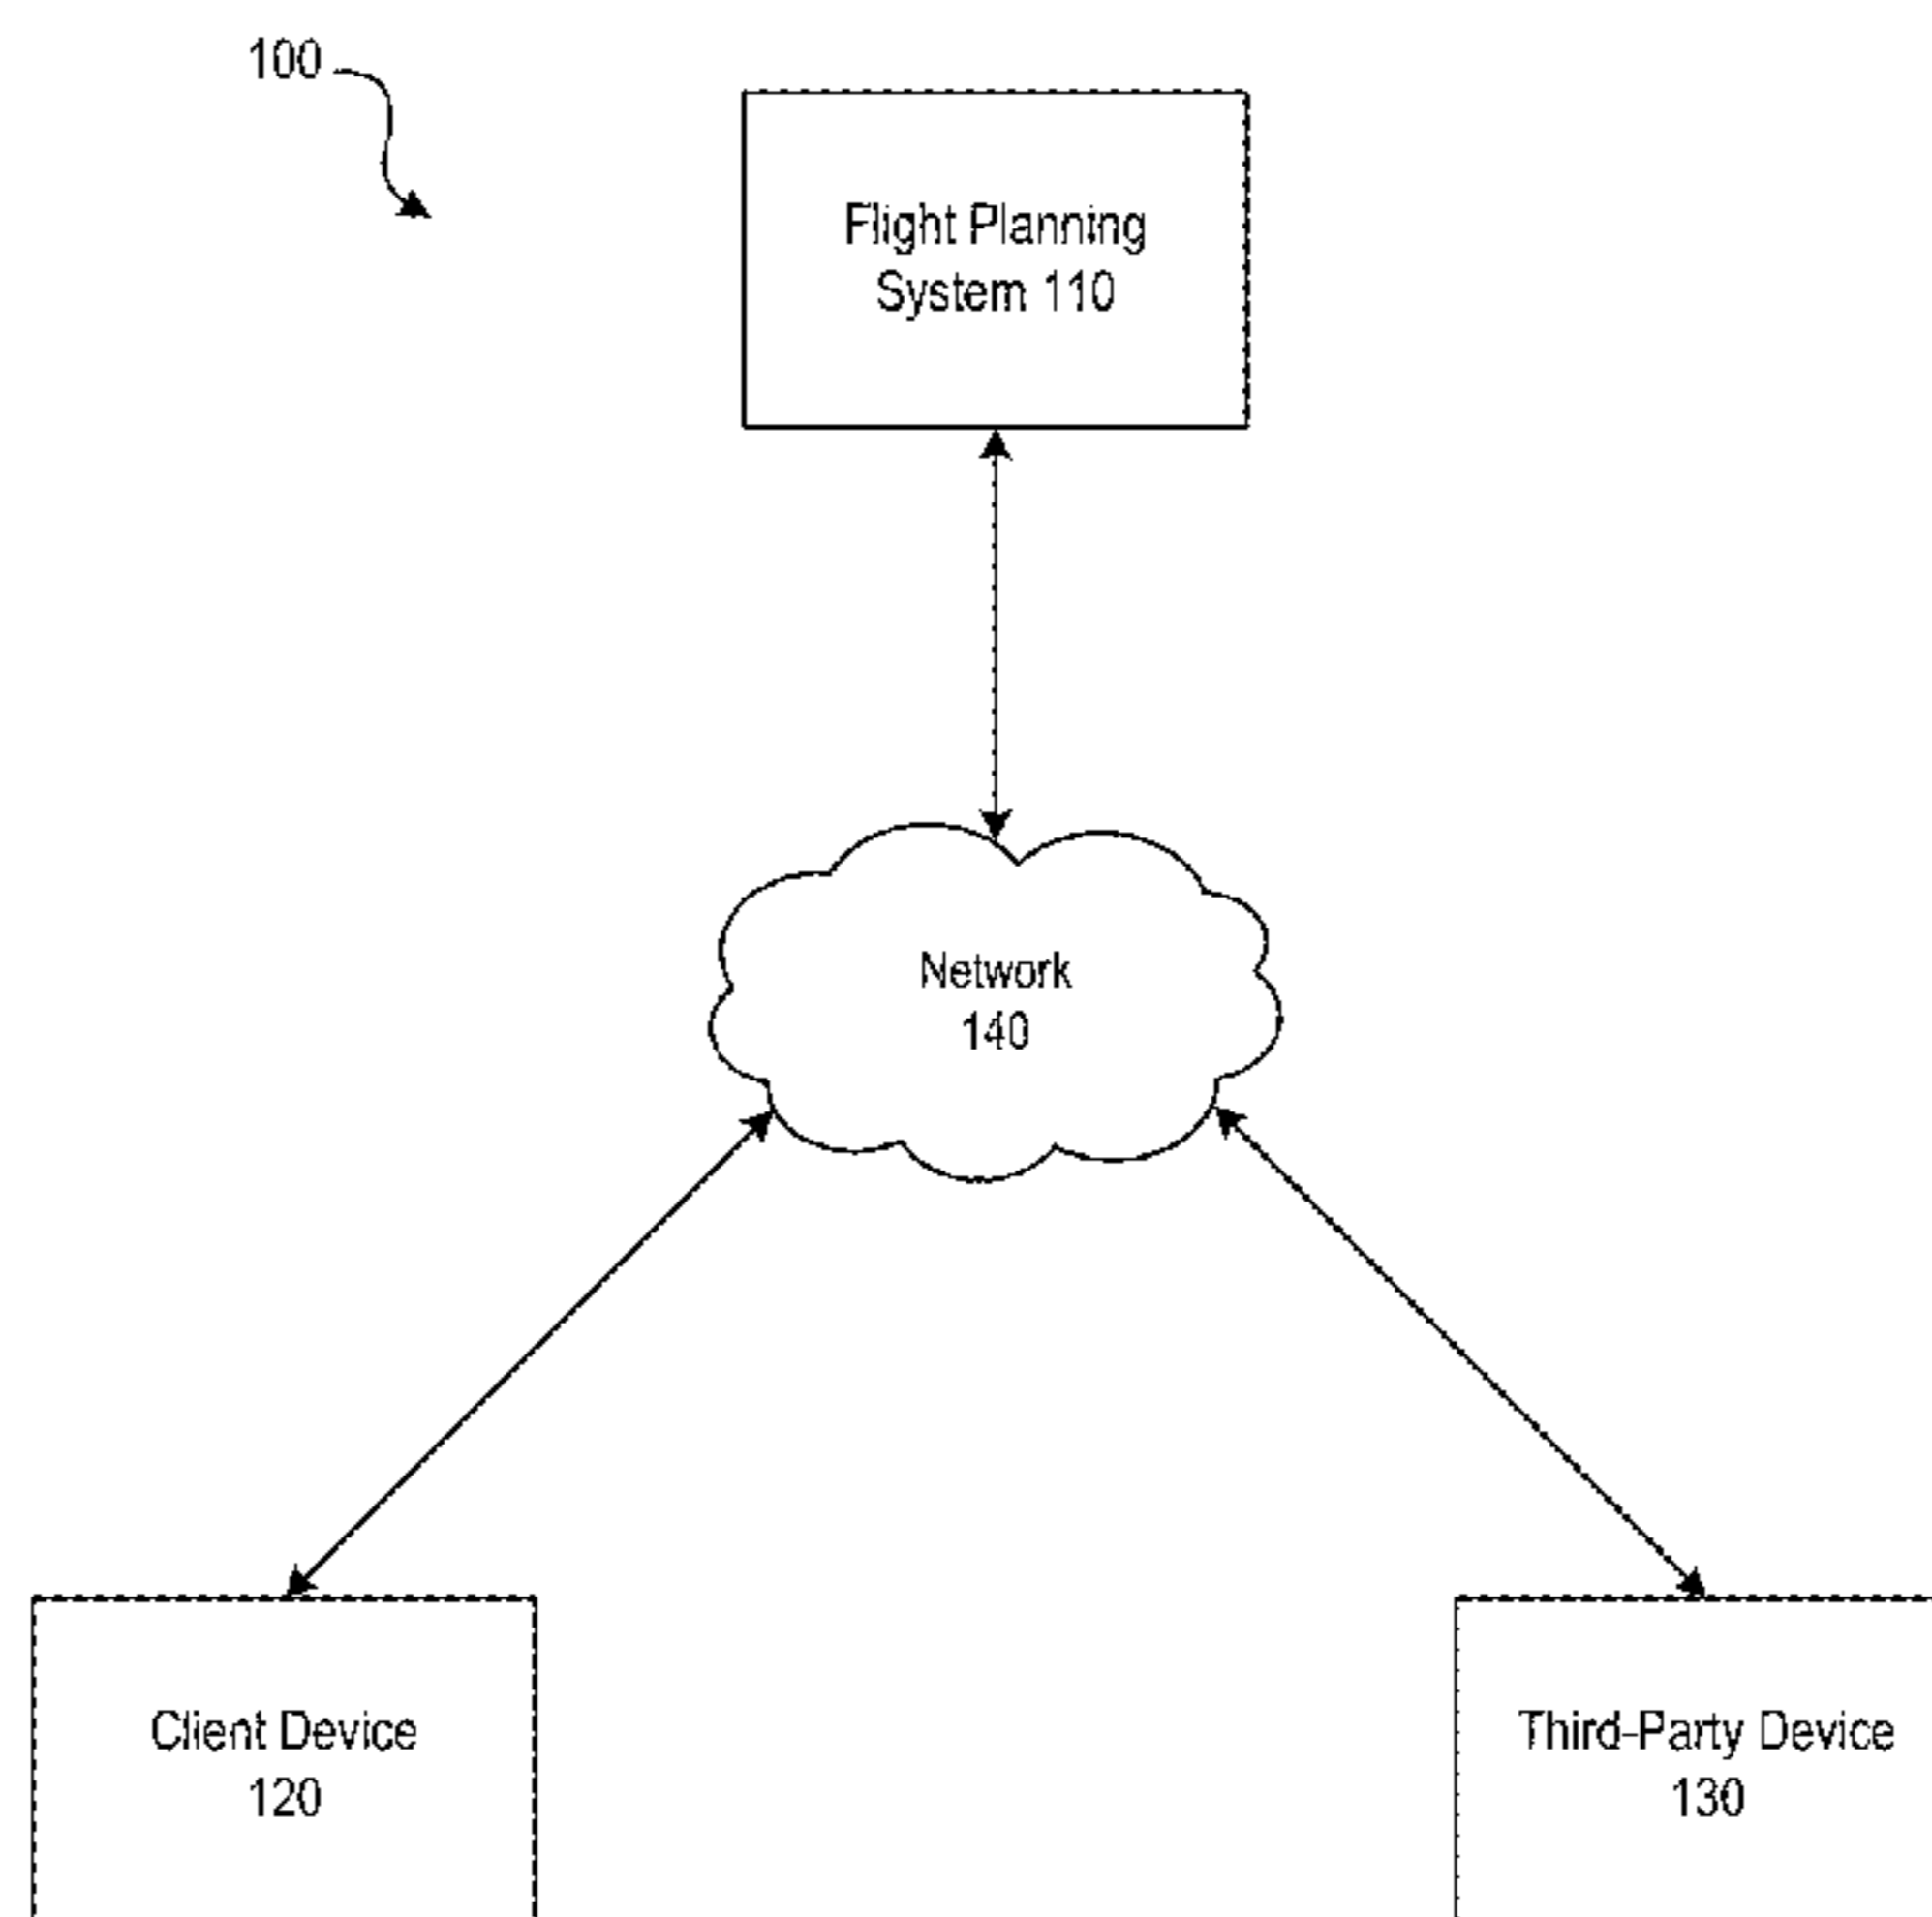 100
Flight Planning
System 110
Network
140
Client Device
120
Third-Party Device
130